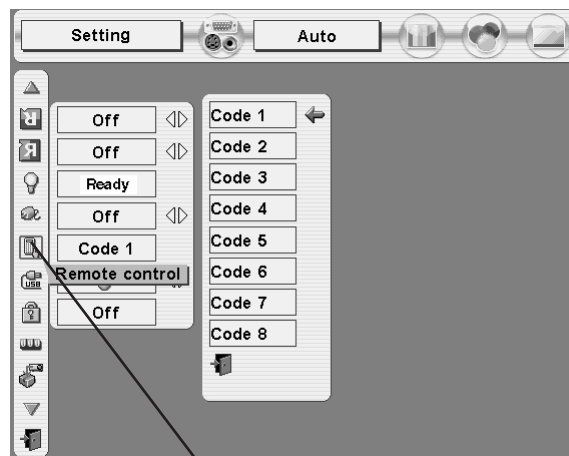 Setting
Auto
Off
Off
Ready
Off
Code 1
Remote control
Off
Code 1
Code 2
Code 3
Code 4
Code 5
Code 6
Code 7
Code 8
USB